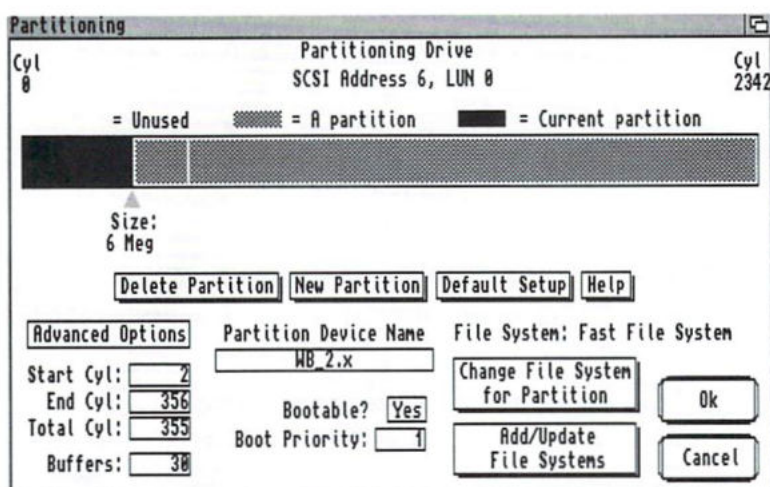 Partitioning
Partitioning Drive
SCSI Address 6, LUN 0
Cyl
0
Cyl
2342
= Unused = A partition = Current partition
Size:
6 Meg
Delete Partition New Partition Default Setup Help
Advanced Options
Start Cyl: 2
End Cyl: 356
Total Cyl: 355
Buffers: 30
Partition Device Name
WB_2.x
Bootable? Yes
Boot Priority: 1
File System: Fast File System
Change File System
for Partition
Add/Update
File Systems
Ok
Cancel